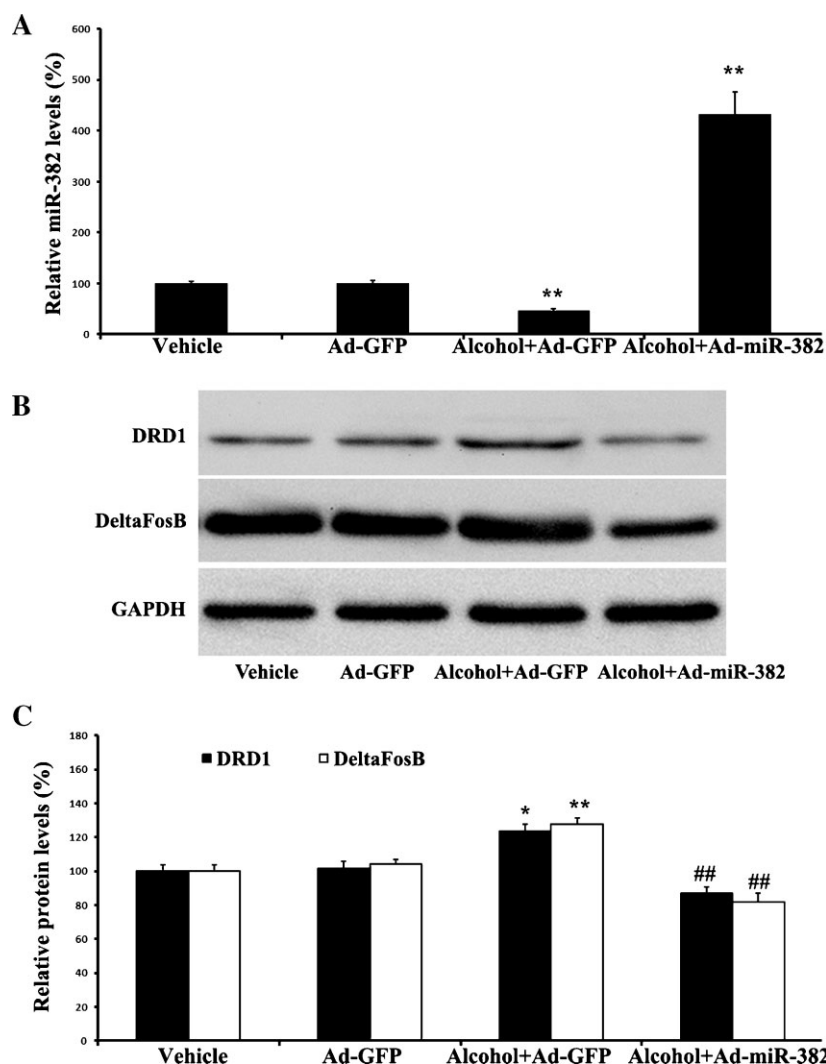 A
Relative miR-382 levels (%)
600
500
400
300
200
100
0
**
**
Vehicle Ad-GFP Alcohol+Ad-GFP Alcohol+Ad-miR-382
B
DRD1
DeltaFosB
GAPDH
Vehicle Ad-GFP Alcohol+Ad-GFP Alcohol+Ad-miR-382
C
Relative protein levels (%)
180
160
140
120
100
80
60
40
20
0
DRD1 DeltaFosB
* **
## ##
Vehicle Ad-GFP Alcohol+Ad-GFP Alcohol+Ad-miR-382